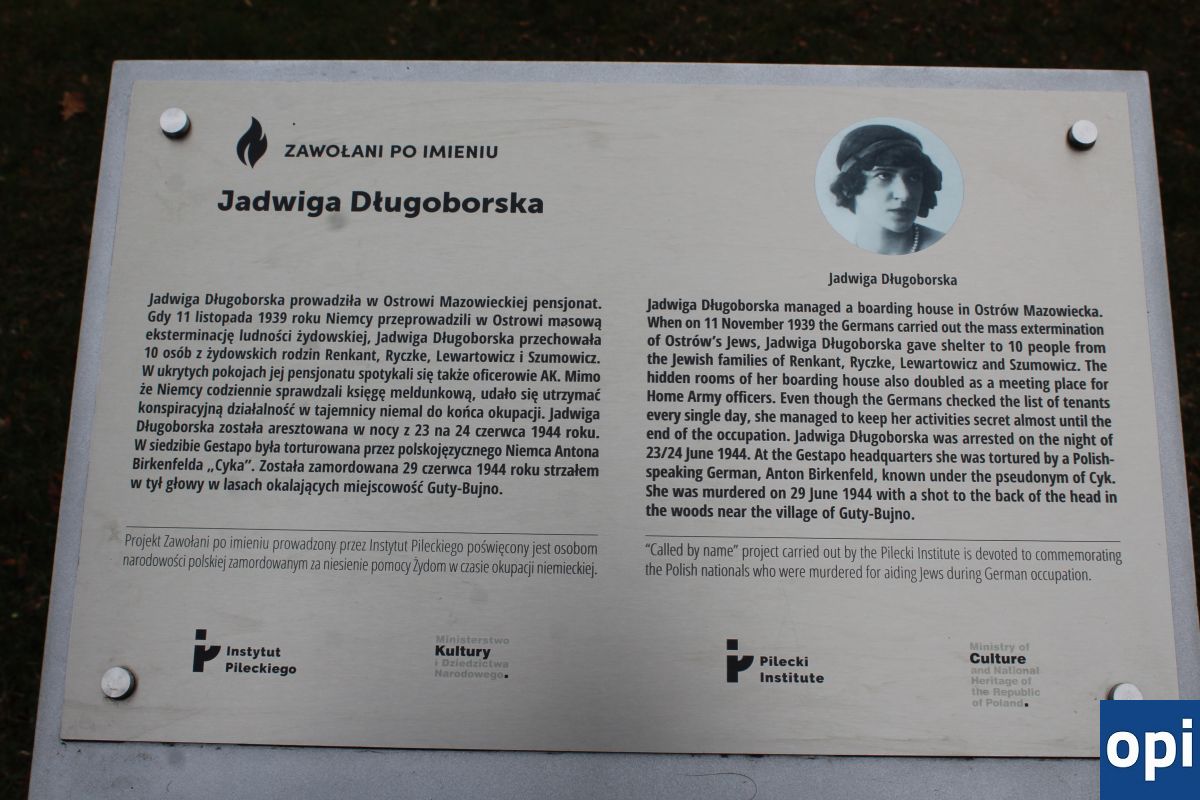 ZAWOŁANI PO IMIENIU
Jadwiga Długoborska
Jadwiga Długoborska prowadziła w Ostrowi Mazowieckiej pensjonat.
Gdy 11 listopada 1939 roku Niemcy przeprowadzili w Ostrowi masową
eksterminację ludności żydowskiej, Jadwiga Długoborska przechowała
10 osób z żydowskich rodzin Renkant, Ryczke, Lewartowicz i Szumowicz.
W ukrytych pokojach jej pensjonatu spotykali się także oficerowie AK. Mimo
że Niemcy codziennie sprawdzali księgę meldunkową, udało się utrzymać
konspiracyjną działalność w tajemnicy niemal do końca okupacji. Jadwiga
Długoborska została aresztowana w nocy z 23 na 24 czerwca 1944 roku.
W siedzibie Gestapo była torturowana przez polskojęzycznego Niemca Antona
Birkenfelda „Cyka”. Została zamordowana 29 czerwca 1944 roku strzałem
w tył głowy w lasach okalających miejscowość Guty-Bujno.
Projekt Zawołani po imieniu prowadzony przez Instytut Pileckiego poświęcony jest osobom
narodowości polskiej zamordowanym za niesienie pomocy Żydom w czasie okupacji niemieckiej.
Instytut
Pileckiego
Ministerstwo
Kultury
i Dziedzictwa
Narodowego.
Jadwiga Długoborska
Jadwiga Długoborska managed a boarding house in Ostrów Mazowiecka.
When on 11 November 1939 the Germans carried out the mass extermination
of Ostrów’s Jews, Jadwiga Długoborska gave shelter to 10 people from
the Jewish families of Renkant, Ryczke, Lewartowicz and Szumowicz. The
hidden rooms of her boarding house also doubled as a meeting place for
Home Army officers. Even though the Germans checked the list of tenants
every single day, she managed to keep her activities secret almost until the
end of the occupation. Jadwiga Długoborska was arrested on the night of
23/24 June 1944. At the Gestapo headquarters she was tortured by a Polish-
speaking German, Anton Birkenfeld, known under the pseudonym of Cyk.
She was murdered on 29 June 1944 with a shot to the back of the head in
the woods near the village of Guty-Bujno.
“Called by name” project carried out by the Pilecki Institute is devoted to commemorating
the Polish nationals who were murdered for aiding Jews during German occupation.
Pilecki
Institute
Ministry of
Culture
and National
Heritage of
the Republic
of Poland.
opi